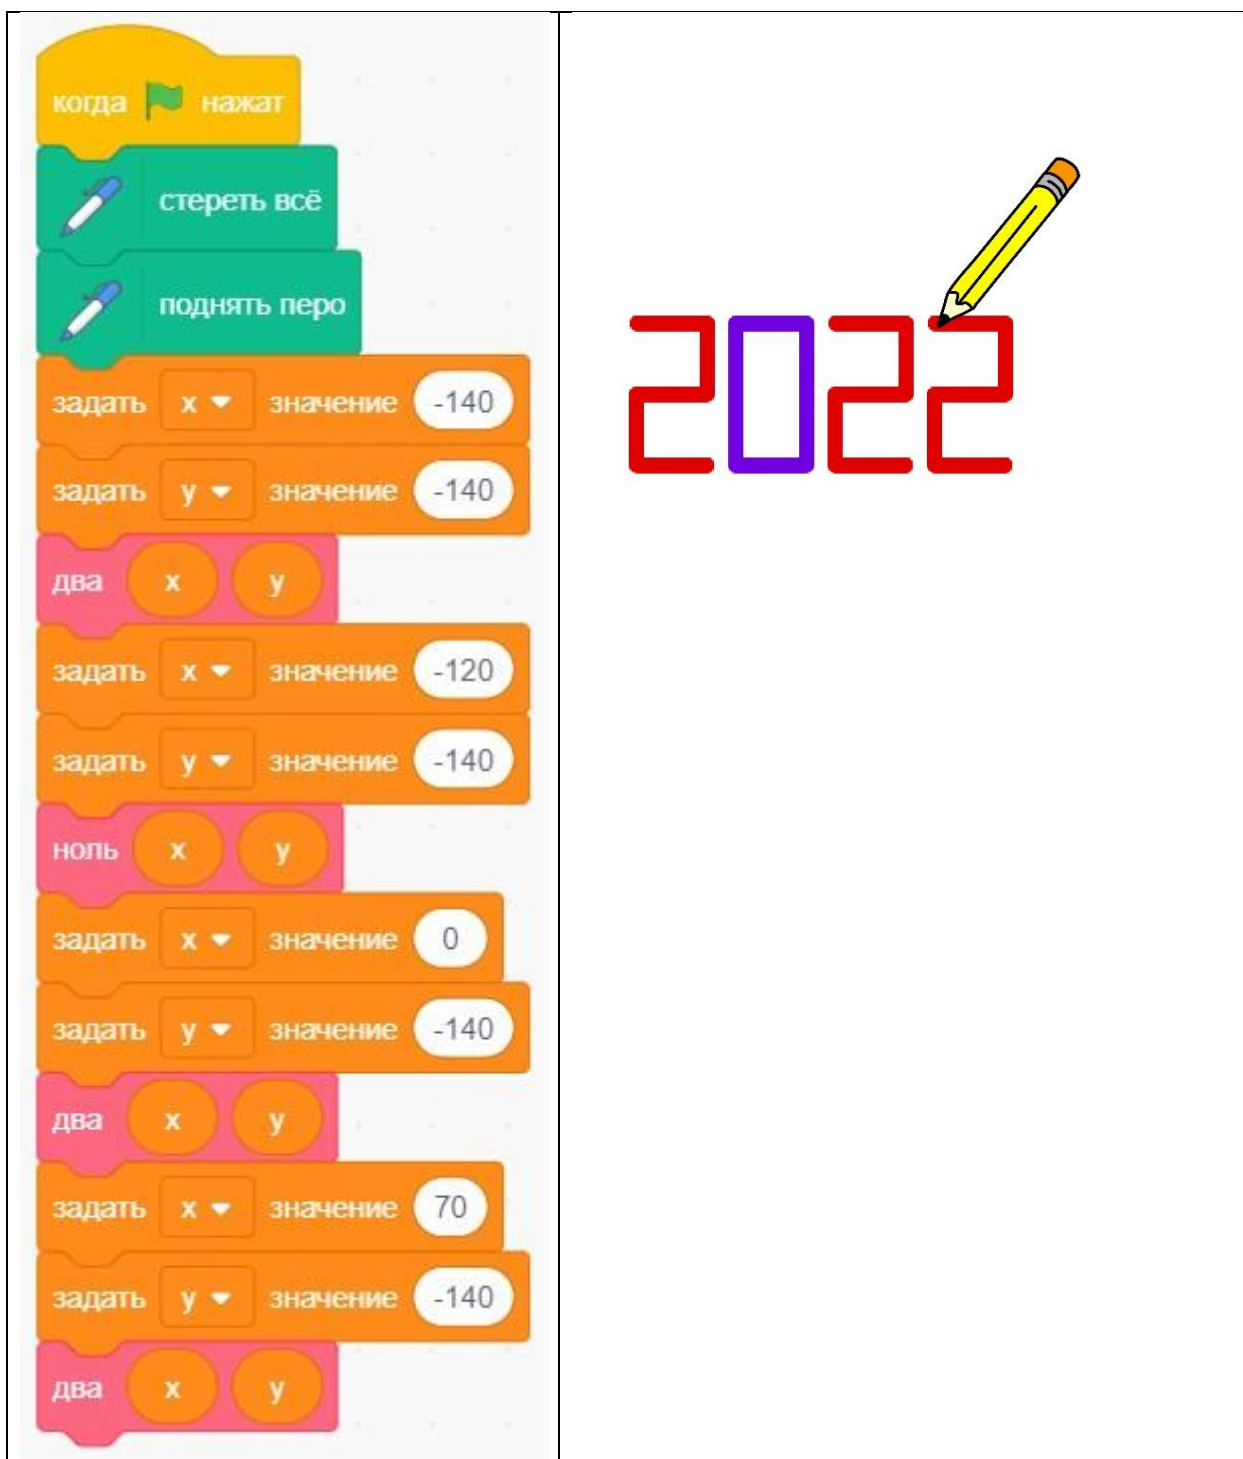 когда нажат
стереть всё
поднять перо
задать x значение -140
задать y значение -140
два x y
задать x значение -120
задать y значение -140
ноль x y
задать x значение 0
задать y значение -140
два x y
задать x значение 70
задать y значение -140
два x y
2022